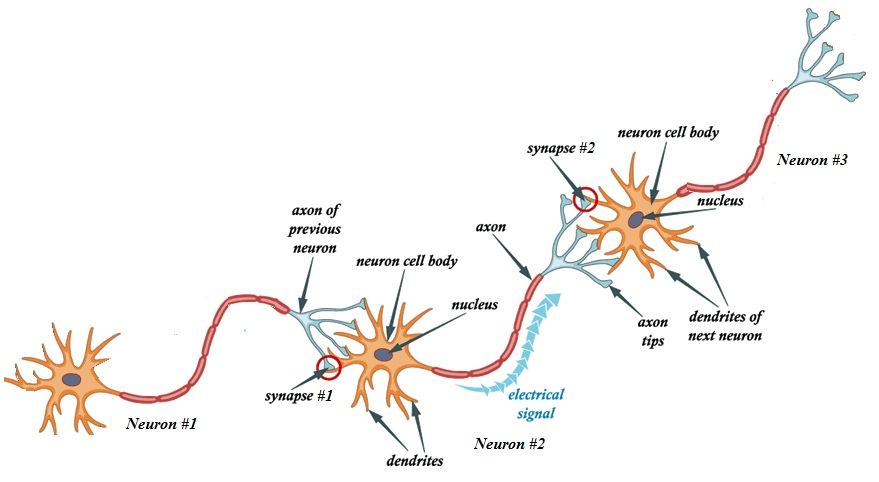 neuron cell body
synapse #2
Neuron #3
nucleus
axon of
previous
neuron
axon
neuron cell body
nucleus
axon
tips
dendrites of
next neuron
synapse #1
electrical
signal
Neuron #1
Neuron #2
dendrites